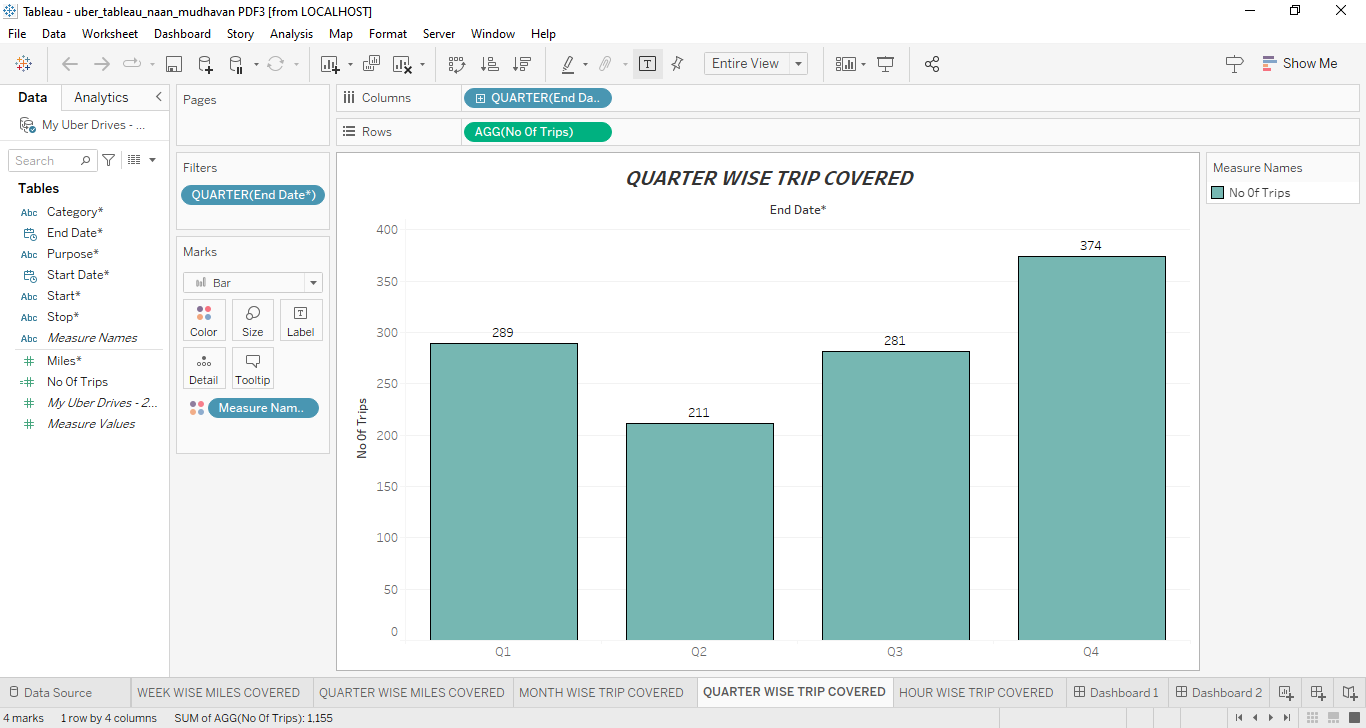 Tableau - uber_tableau_naan_mudhavan PDF3 [from LOCALHOST]
File Data Worksheet Dashboard Story Analysis Map Format Server Window Help
Entire View
Show Me
Data Analytics
My Uber Drives - ...
Search
Tables
Abc Category*
End Date*
Abc Purpose*
Start Date*
Abc Start*
Abc Stop*
Abc Measure Names
Miles*
No Of Trips
My Uber Drives - 2...
Measure Values
Pages
Filters
QUARTER(End Date*)
Marks
Bar
Color Size Label
Detail Tooltip
Measure Nam..
Columns QUARTER(End Da..
Rows AGG(No Of Trips)
QUARTER WISE TRIP COVERED
End Date*
No Of Trips
400
350
300
250
200
150
100
50
0
289
211
281
374
Q1 Q2 Q3 Q4
Measure Names
No Of Trips
Data Source WEEK WISE MILES COVERED QUARTER WISE MILES COVERED MONTH WISE TRIP COVERED QUARTER WISE TRIP COVERED HOUR WISE TRIP COVERED Dashboard 1 Dashboard 2
4 marks 1 row by 4 columns SUM of AGG(No Of Trips): 1,155